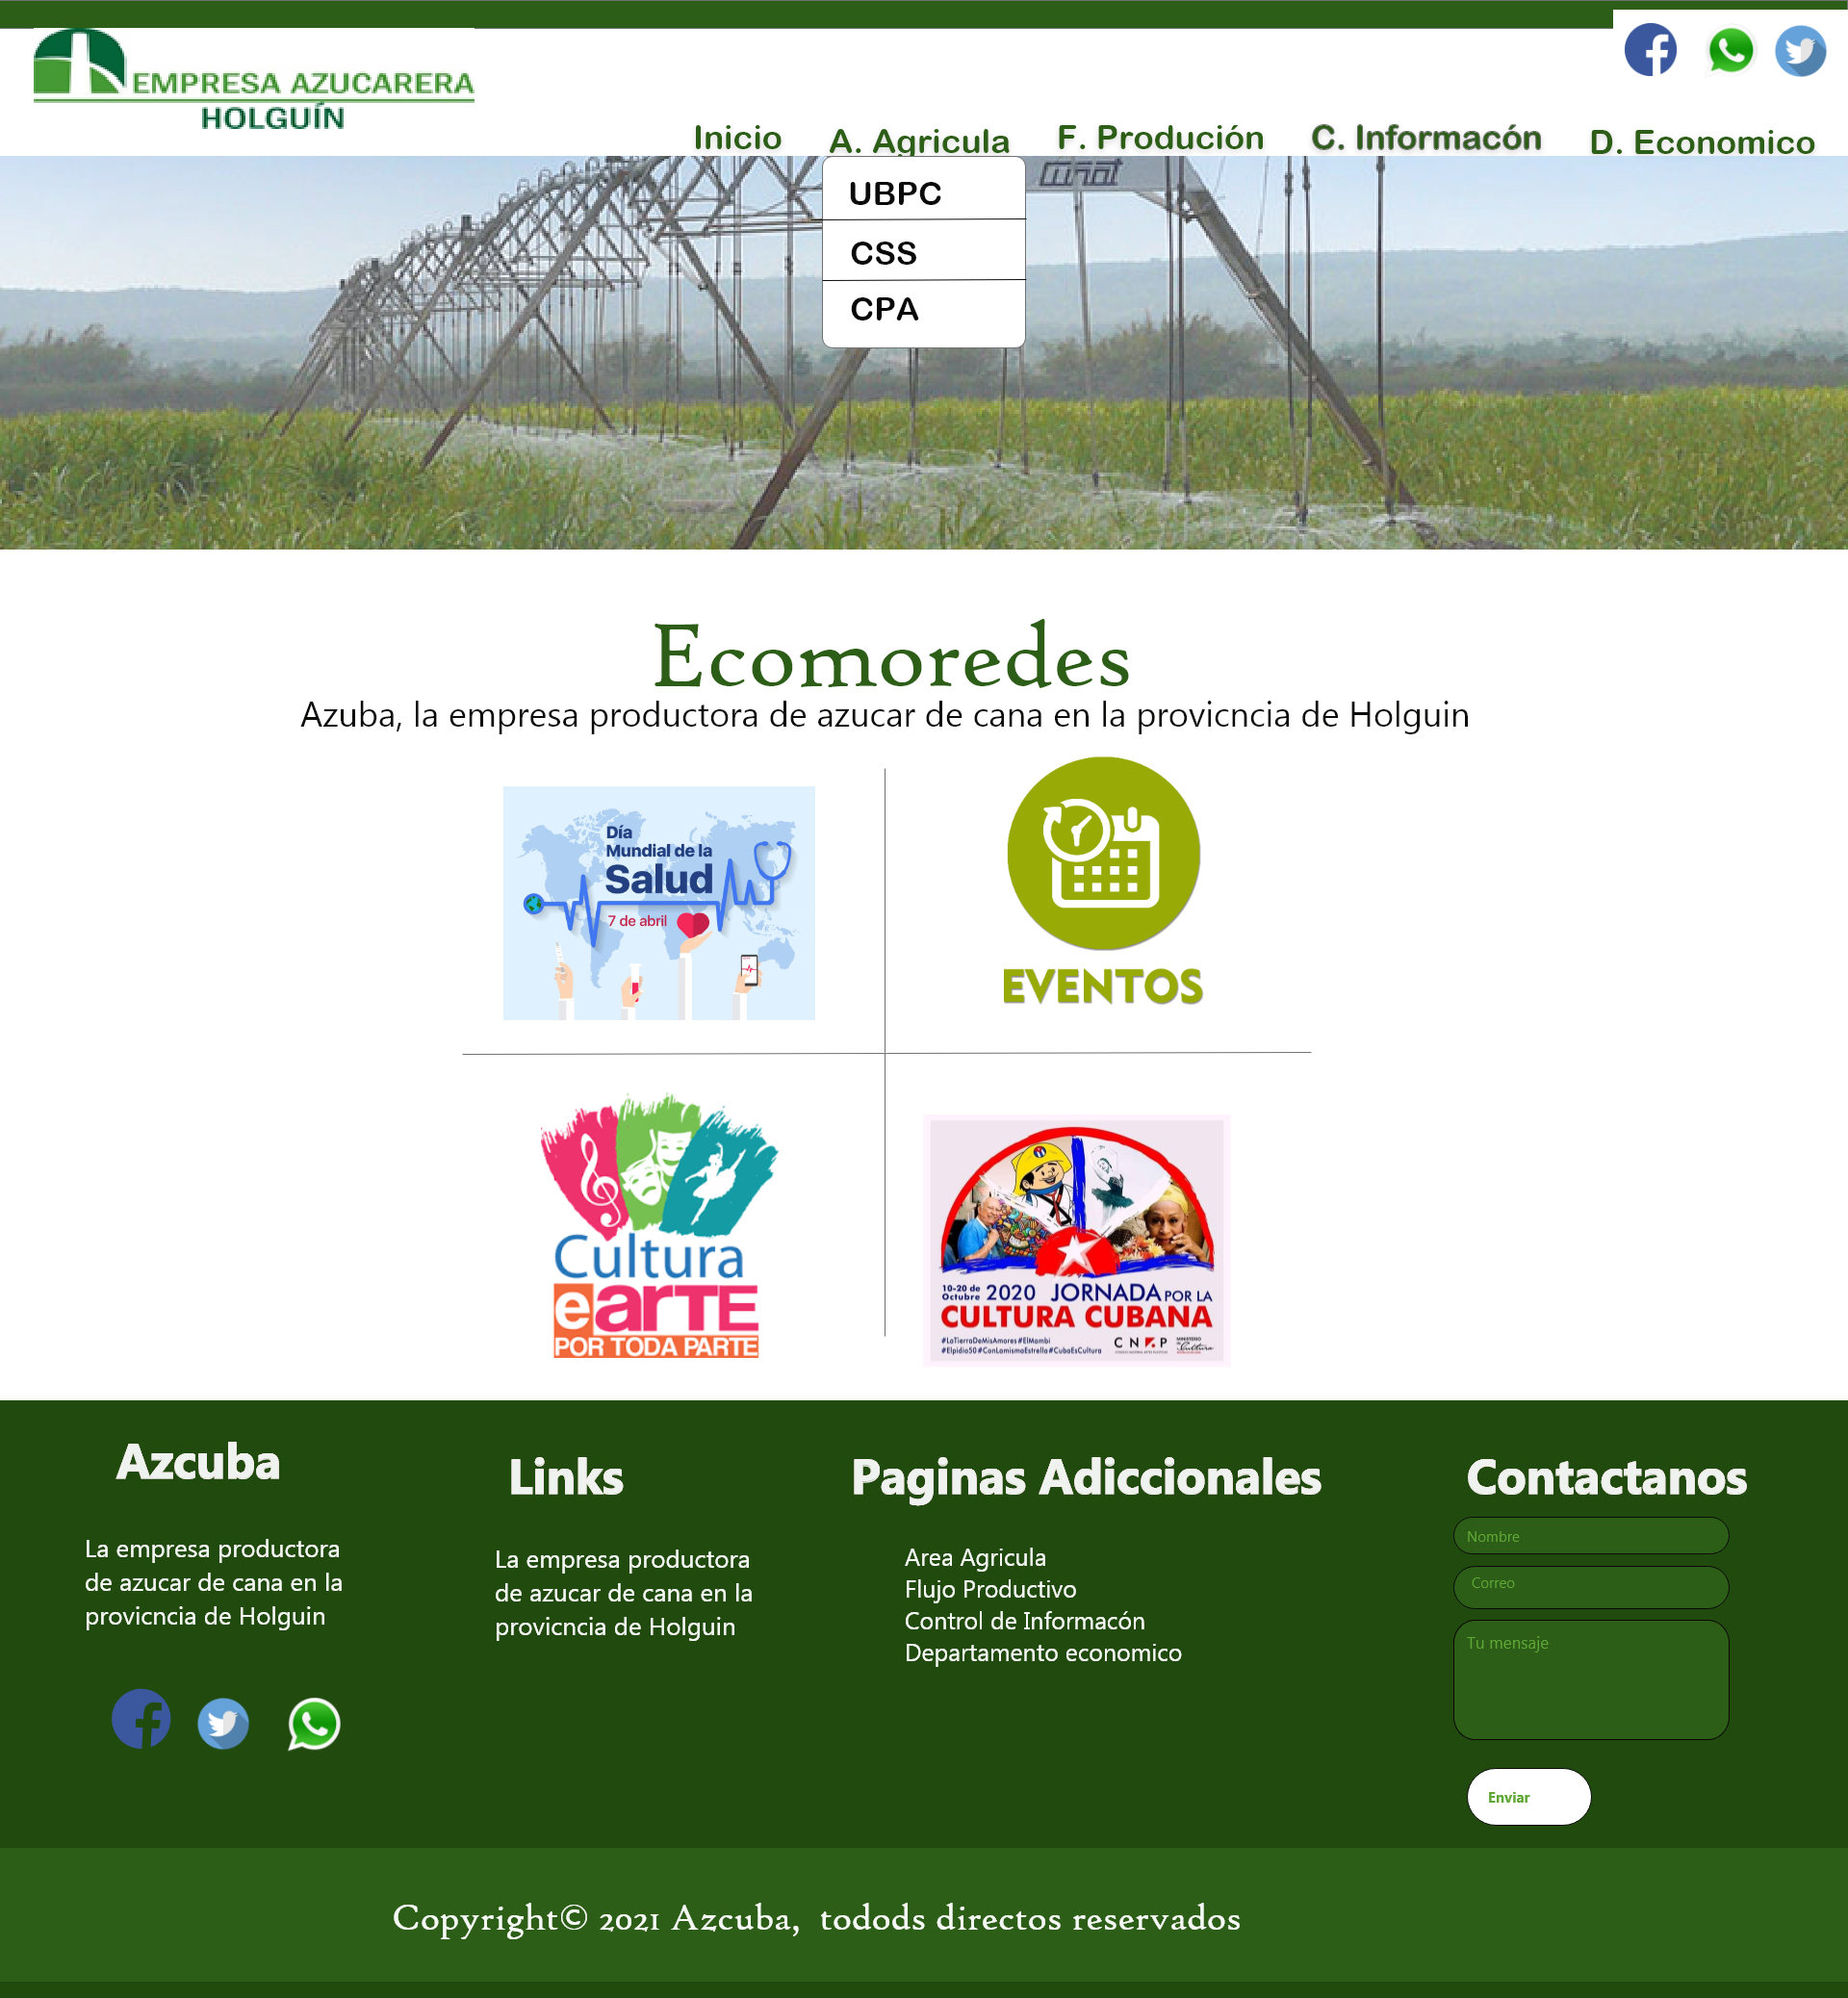 EMPRESA AZUCARERA
HOLGUÍN
Inicio
A. Agricula
F. Produción
C. Informacón
D. Economico
UBPC
CSS
CPA
Ecomoredes
Azuba, la empresa productora de azucar de cana en la provicncia de Holguin
Día
Mundial de la
Salud
7 de abril
EVENTOS
Cultura
e arTE
POR TODA PARTE
10-20 de
Octubre 2020 JORNADA POR LA
CULTURA CUBANA
#LaTierraDeMisAmores #ElMambi
#Elpidio50 #ConLamismaEstrella #CubaEsCultura
Azcuba
La empresa productora
de azucar de cana en la
provicncia de Holguin
Links
La empresa productora
de azucar de cana en la
provicncia de Holguin
Paginas Adiccionales
Area Agricula
Flujo Productivo
Control de Informacón
Departamento economico
Contactanos
Nombre
Correo
Tu mensaje
Enviar
Copyright© 2021 Azcuba, todods directos reservados